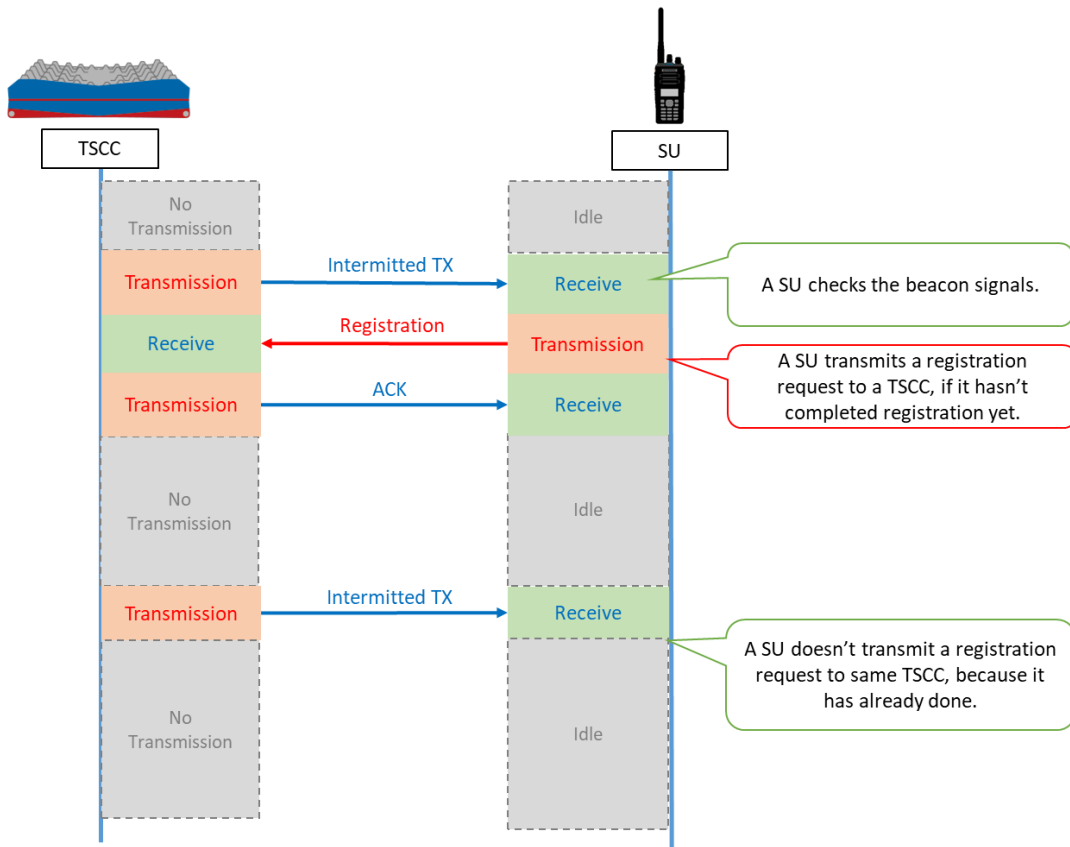 TSCC
SU
No
Transmission
Idle
Transmission
Intermitted TX
Receive
A SU checks the beacon signals.
Receive
Registration
Transmission
A SU transmits a registration
request to a TSCC, if it hasn't
completed registration yet.
Transmission
ACK
Receive
No
Transmission
Idle
Transmission
Intermitted TX
Receive
A SU doesn't transmit a registration
request to same TSCC, because it
has already done.
No
Transmission
Idle